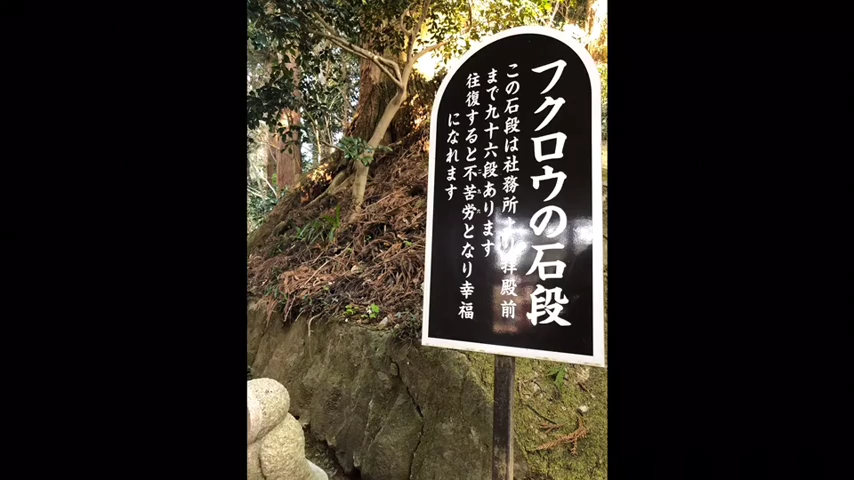 フクロウの石段
この石段は社務所より拝殿前
まで九十六段あります
往復すると不苦労となり幸福
になれます